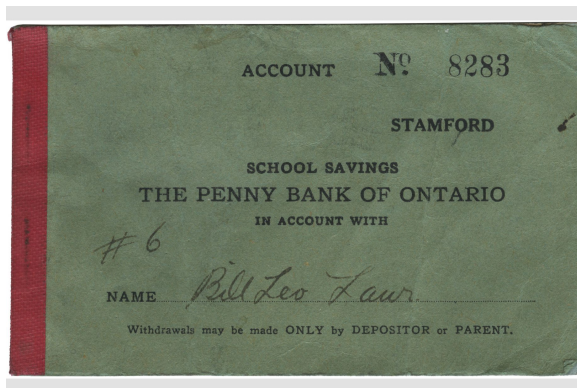 ACCOUNT Nº 8283
STAMFORD
SCHOOL SAVINGS
THE PENNY BANK OF ONTARIO
IN ACCOUNT WITH
# 6
NAME Bill Leo
Withdrawals may be made ONLY by DEPOSITOR or PARENT.